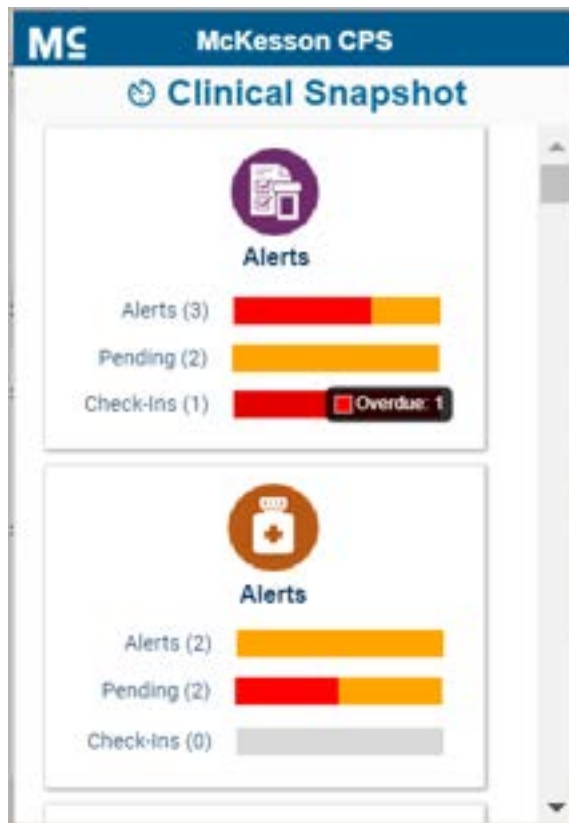 MC McKesson CPS
Clinical Snapshot
Alerts
Alerts (3)
Pending (2)
Check-Ins (1) Overdue: 1
Alerts
Alerts (2)
Pending (2)
Check-Ins (0)